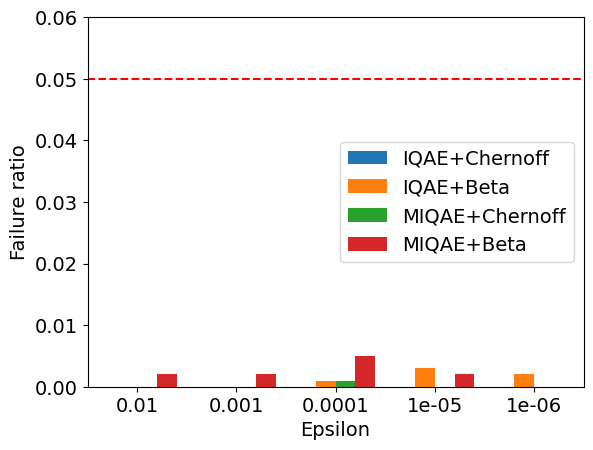 0.06
0.05
0.04
0.03
0.02
0.01
0.00
Failure ratio
IQAE+Chernoff
IQAE+Beta
MIQAE+Chernoff
MIQAE+Beta
0.01 0.001 0.0001 1e-05 1e-06
Epsilon